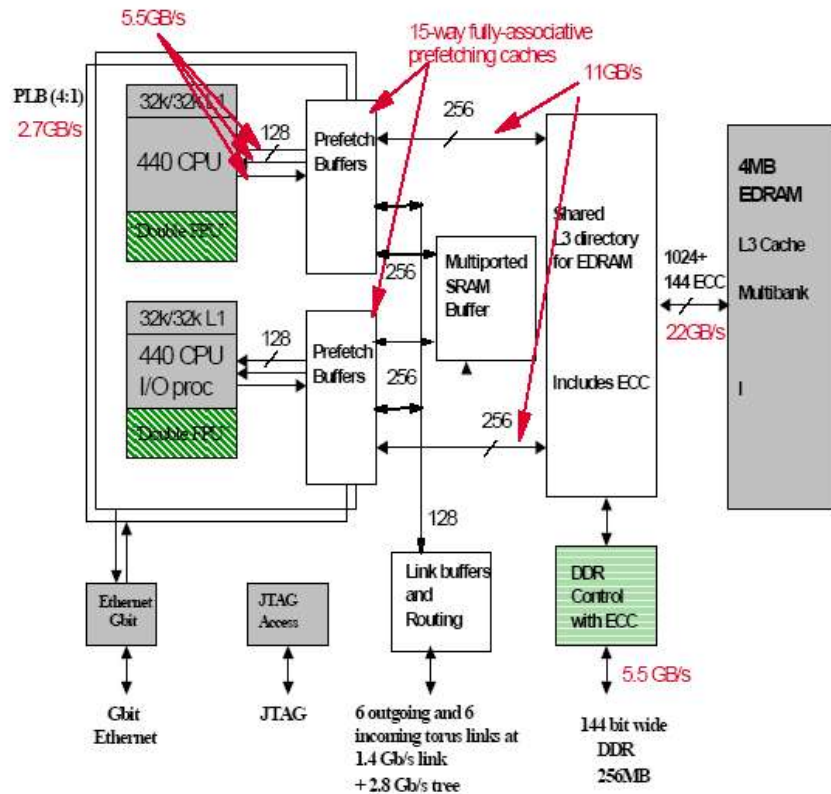 5.5GB/s
15-way fully-associative
prefetching caches
11GB/s
PLB (4:1)
2.7GB/s
32k/32k L1
440 CPU
"Double FPU"
128
Prefetch
Buffers
256
256
Shared
L3 directory
for EDRAM
Includes ECC
Multiported
SRAM
Buffer
1024+
144 ECC
22GB/s
4MB
EDRAM
L3 Cache
Multibank
I
32k/32k L1
440 CPU
I/O proc
"Double FPU"
128
Prefetch
Buffers
256
256
128
Ethernet
Gbit
JTAG
Access
Link buffers
and
Routing
DDR
Control
with ECC
5.5 GB/s
Gbit
Ethernet
JTAG
6 outgoing and 6
incoming torus links at
1.4 Gb/s link
+ 2.8 Gb/s tree
144 bit wide
DDR
256MB